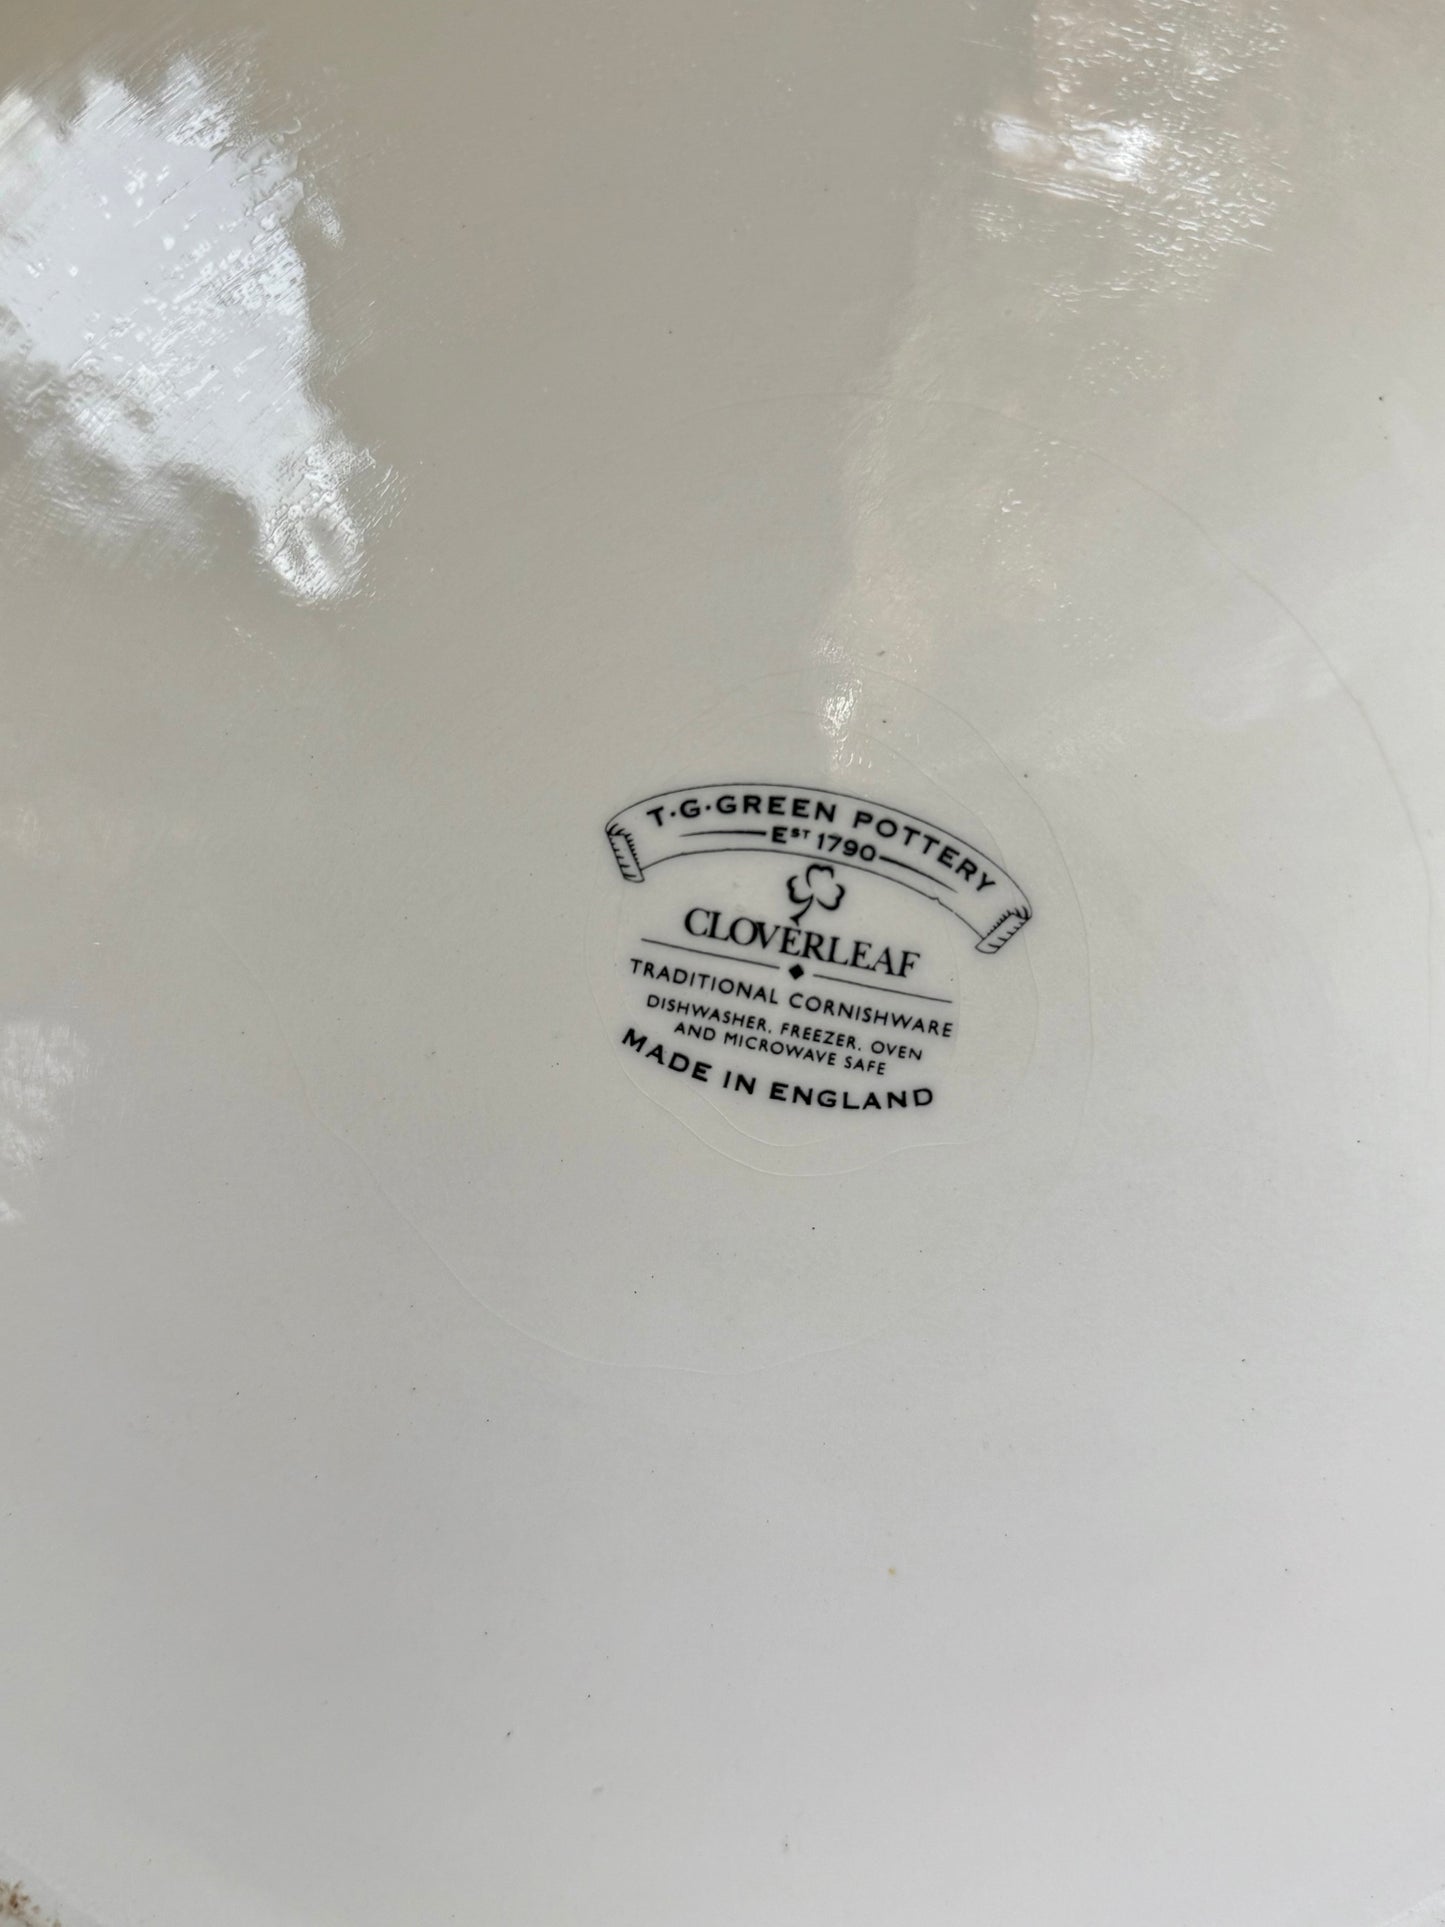 T·G·GREEN POTTERY
EST 1790
CLOVERLEAF
TRADITIONAL CORNISHWARE
DISHWASHER, FREEZER, OVEN
AND MICROWAVE SAFE
MADE IN ENGLAND